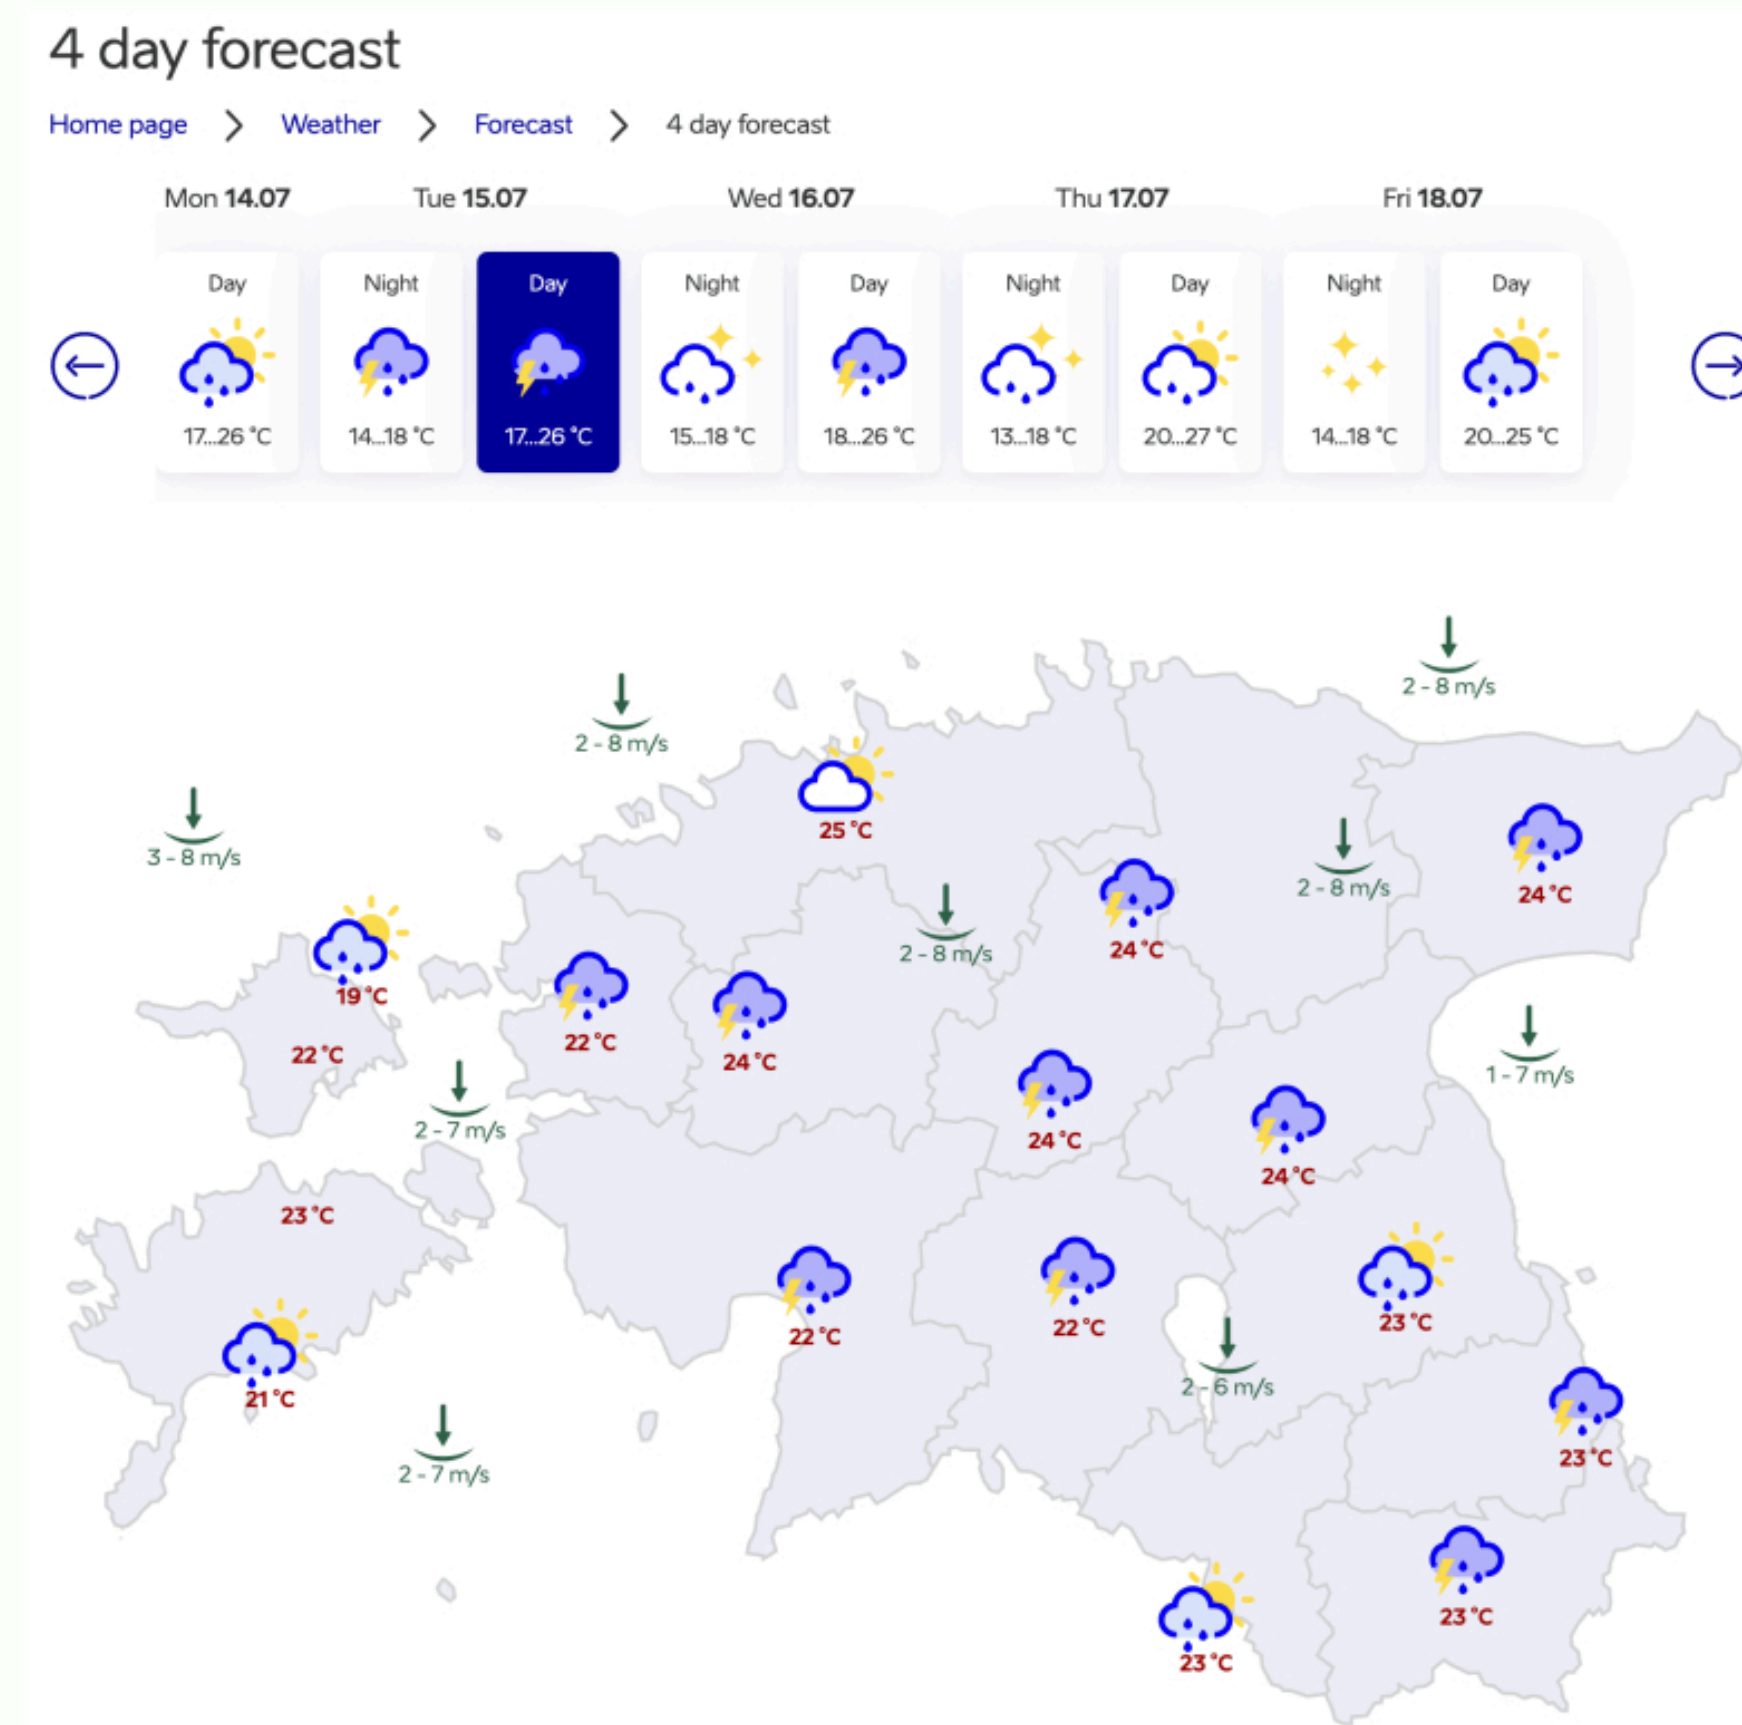 4 day forecast
Home page > Weather > Forecast > 4 day forecast
Mon 14.07 Tue 15.07 Wed 16.07 Thu 17.07 Fri 18.07
Day Night Day Night Day Night Day Night Day
17...26 °C 14...18 °C 17...26 °C 15...18 °C 18...26 °C 13...18 °C 20...27 °C 14...18 °C 20...25 °C
2 - 8 m/s
2 - 8 m/s
25 °C
3 - 8 m/s
2 - 8 m/s
24 °C
24 °C
2 - 8 m/s
19 °C
22 °C
22 °C
24 °C
1 - 7 m/s
2 - 7 m/s
24 °C
24 °C
23 °C
22 °C
22 °C
23 °C
2 - 6 m/s
21 °C
23 °C
2 - 7 m/s
23 °C
23 °C